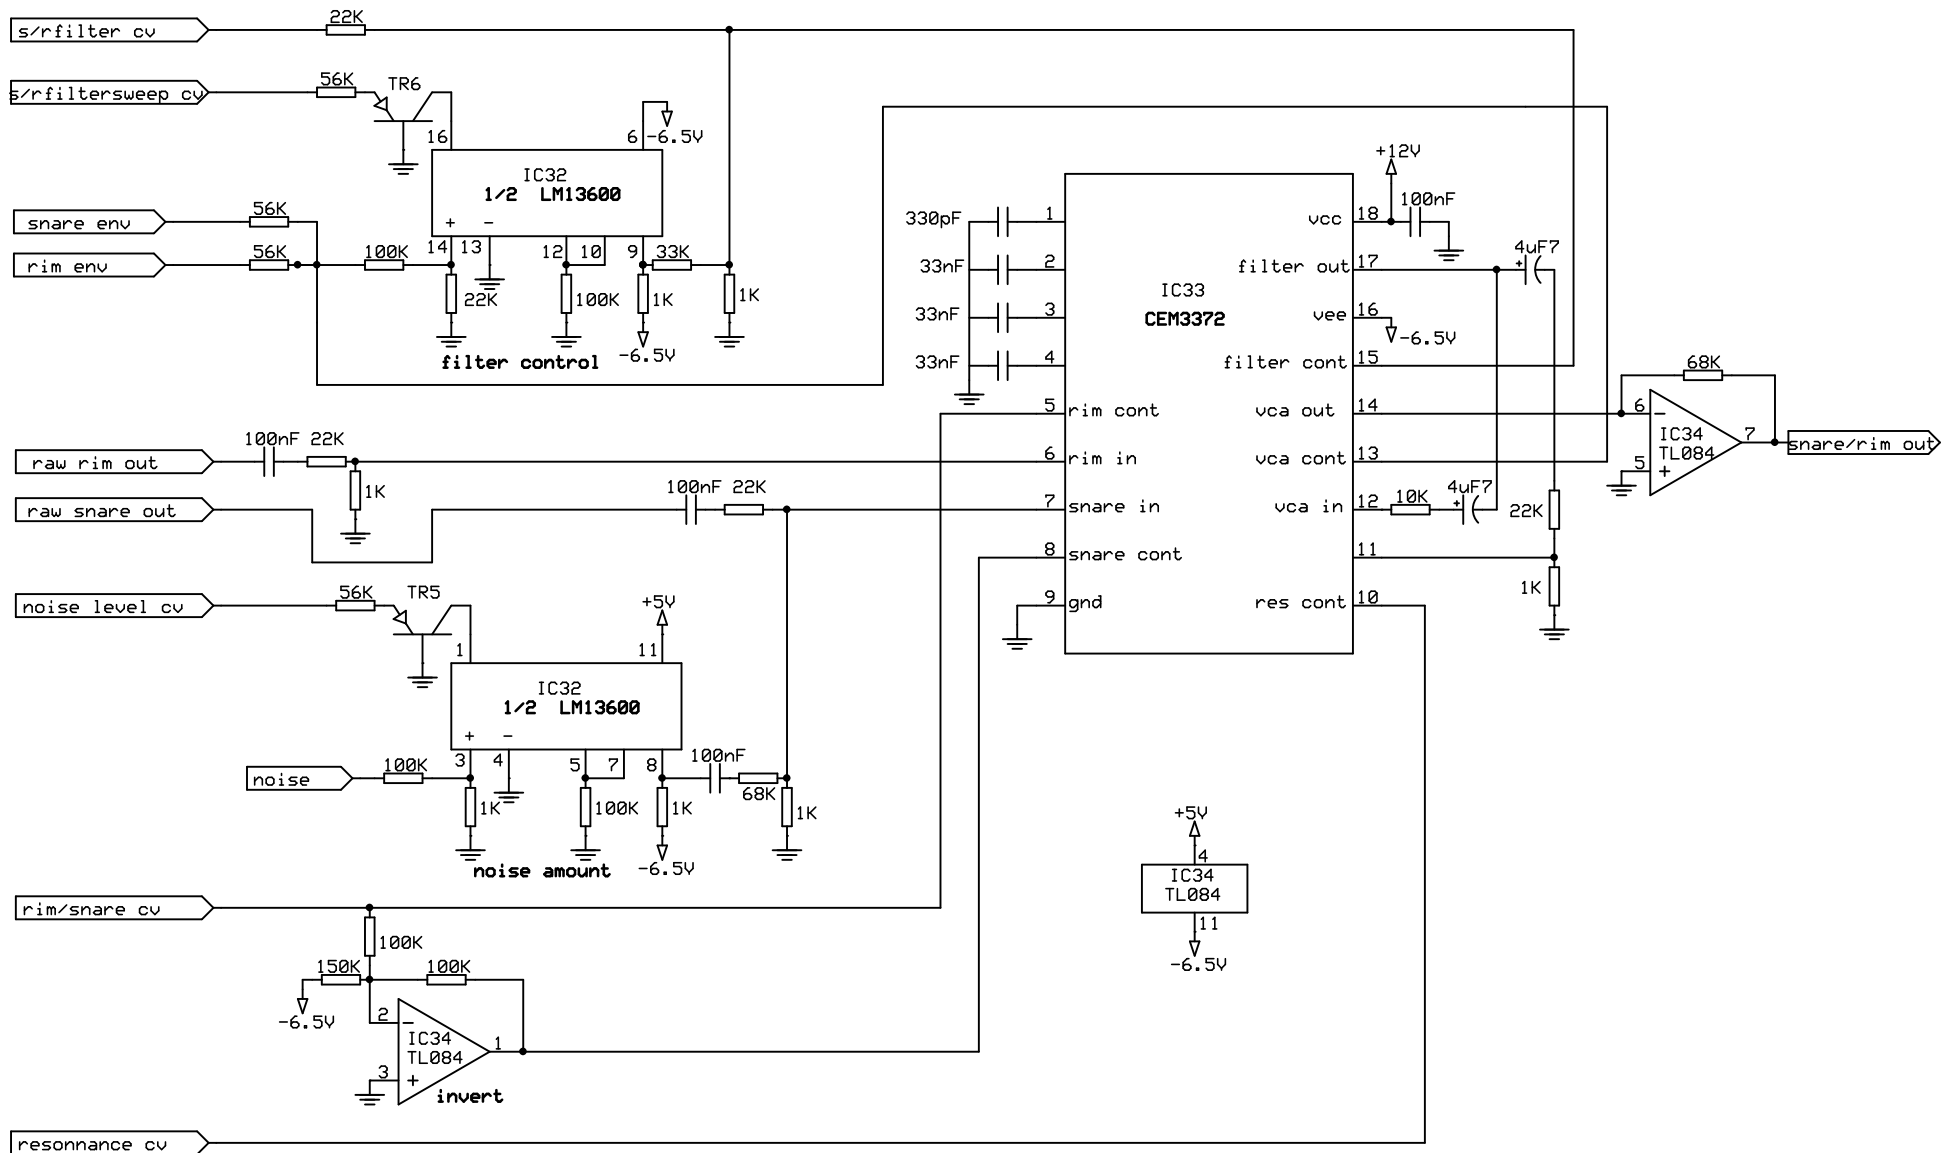 s/rfilter cv
22K
s/rfiltersweep cv
56K
TR6
16
6
-6.5V
IC32
1/2 LM13600
+ -
snare env
56K
rim env
56K
100K
14
13
12
10
9
33K
22K
100K
1K
1K
-6.5V
filter control
+12V
100nF
4uF7
330pF
1
vcc
18
33nF
2
filter out
17
IC33
CEM3372
33nF
3
vee
16
-6.5V
33nF
4
filter cont
15
5
rim cont
vca out
14
6
rim in
vca cont
13
7
snare in
vca in
12
10K
4uF7
22K
8
snare cont
11
1K
9
gnd
res cont
10
68K
6
-
IC34
TL084
7
5
+
snare/rim out
raw rim out
100nF 22K
1K
raw snare out
100nF 22K
noise level cv
56K
TR5
+5V
1
11
IC32
1/2 LM13600
+ -
noise
100K
3
4
5
7
8
100nF
68K
1K
100K
1K
1K
noise amount
-6.5V
+5V
4
IC34
TL084
11
-6.5V
rim/snare cv
100K
150K
100K
-6.5V
2
-
IC34
TL084
1
3
+
invert
resonnance cv